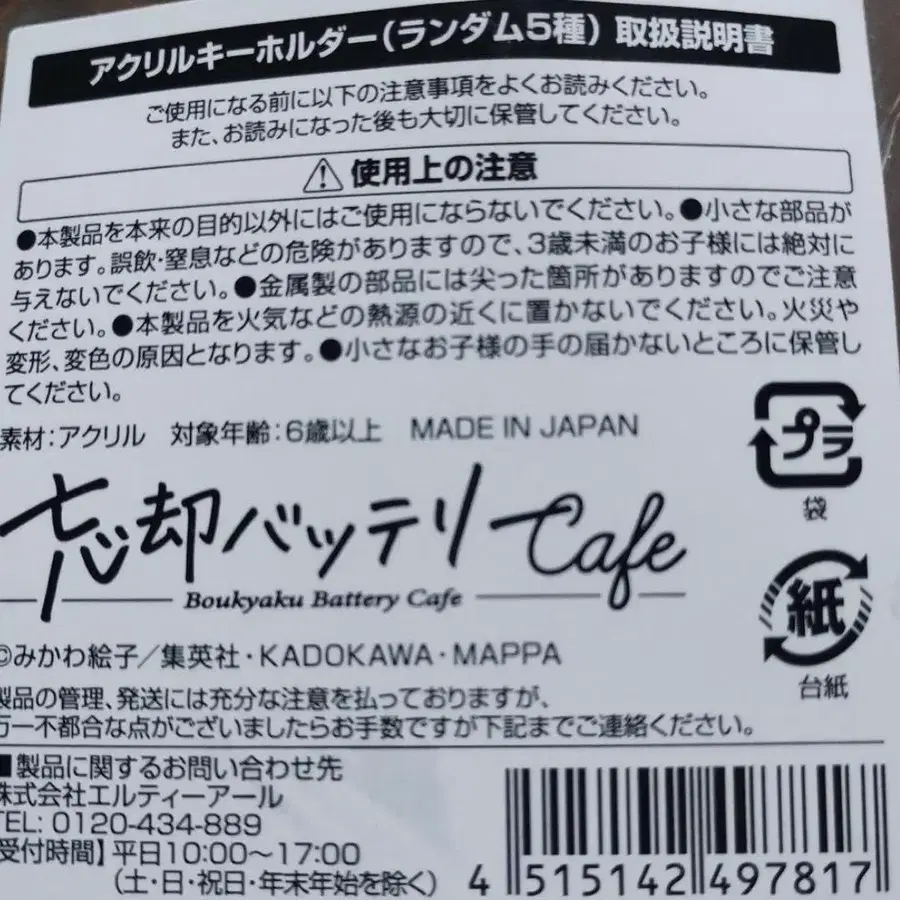 アクリルキーホルダー(ランダム5種) 取扱説明書
ご使用になる前に以下の注意事項をよくお読みください。
また、お読みになった後も大切に保管してください。
使用上の注意
●本製品を本来の目的以外にはご使用にならないでください。●小さな部品が
あります。誤飲・窒息などの危険がありますので、3歳未満のお子様には絶対に
与えないでください。●金属製の部品には尖った箇所がありますのでご注意
ください。●本製品を火気などの熱源の近くに置かないでください。火災や
変形、変色の原因となります。●小さなお子様の手の届かないところに保管し
てください。
素材:アクリル 対象年齢:6歳以上 MADE IN JAPAN
プラ
袋
忘却バッテリーCafe
Boukyaku Battery Cafe
紙
台紙
©みかわ絵子/集英社・KADOKAWA・MAPPA
製品の管理、発送には充分な注意を払っておりますが、
万一不都合な点がございましたらお手数ですが下記までご連絡ください。
■製品に関するお問い合わせ先
株式会社エルティーアール
TEL: 0120-434-889
【受付時間】平日10:00〜17:00
(土・日・祝日・年末年始を除く)
4 515142 497817